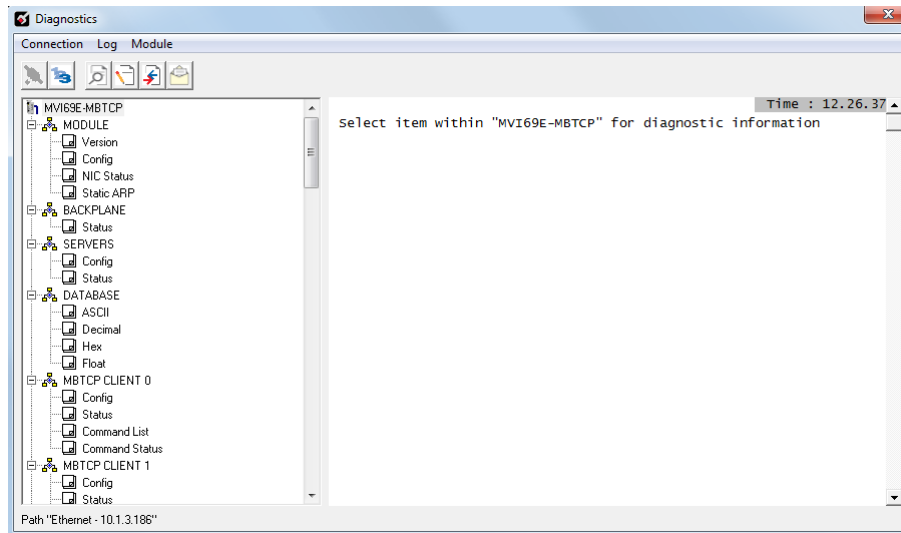 Diagnostics
x
Connection Log Module
MVI69E-MBTCP
MODULE
Version
Config
NIC Status
Static ARP
BACKPLANE
Status
SERVERS
Config
Status
DATABASE
ASCII
Decimal
Hex
Float
MBTCP CLIENT 0
Config
Status
Command List
Command Status
MBTCP CLIENT 1
Config
Status
Time : 12.26.37
Select item within "MVI69E-MBTCP" for diagnostic information
Path "Ethernet - 10.1.3.186"